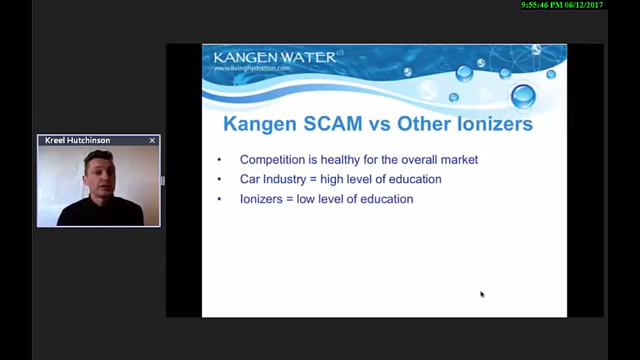 9:55:46 PM 06/12/2017
KANGEN WATER
www.livinghydration.com
Kangen SCAM vs Other Ionizers
Kreel Hutchinson
• Competition is healthy for the overall market
• Car Industry = high level of education
• Ionizers = low level of education